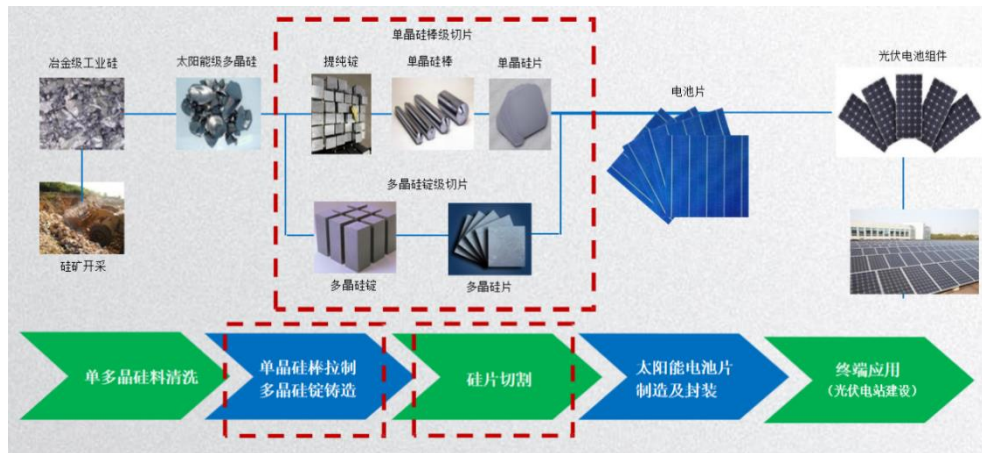 单晶硅棒级切片
冶金级工业硅
太阳能级多晶硅
提纯锭
单晶硅棒
单晶硅片
电池片
光伏电池组件
多晶硅锭级切片
硅矿开采
多晶硅锭
多晶硅片
单多晶硅料清洗
单晶硅棒拉制
多晶硅锭铸造
硅片切割
太阳能电池片
制造及封装
终端应用
（光伏电站建设）